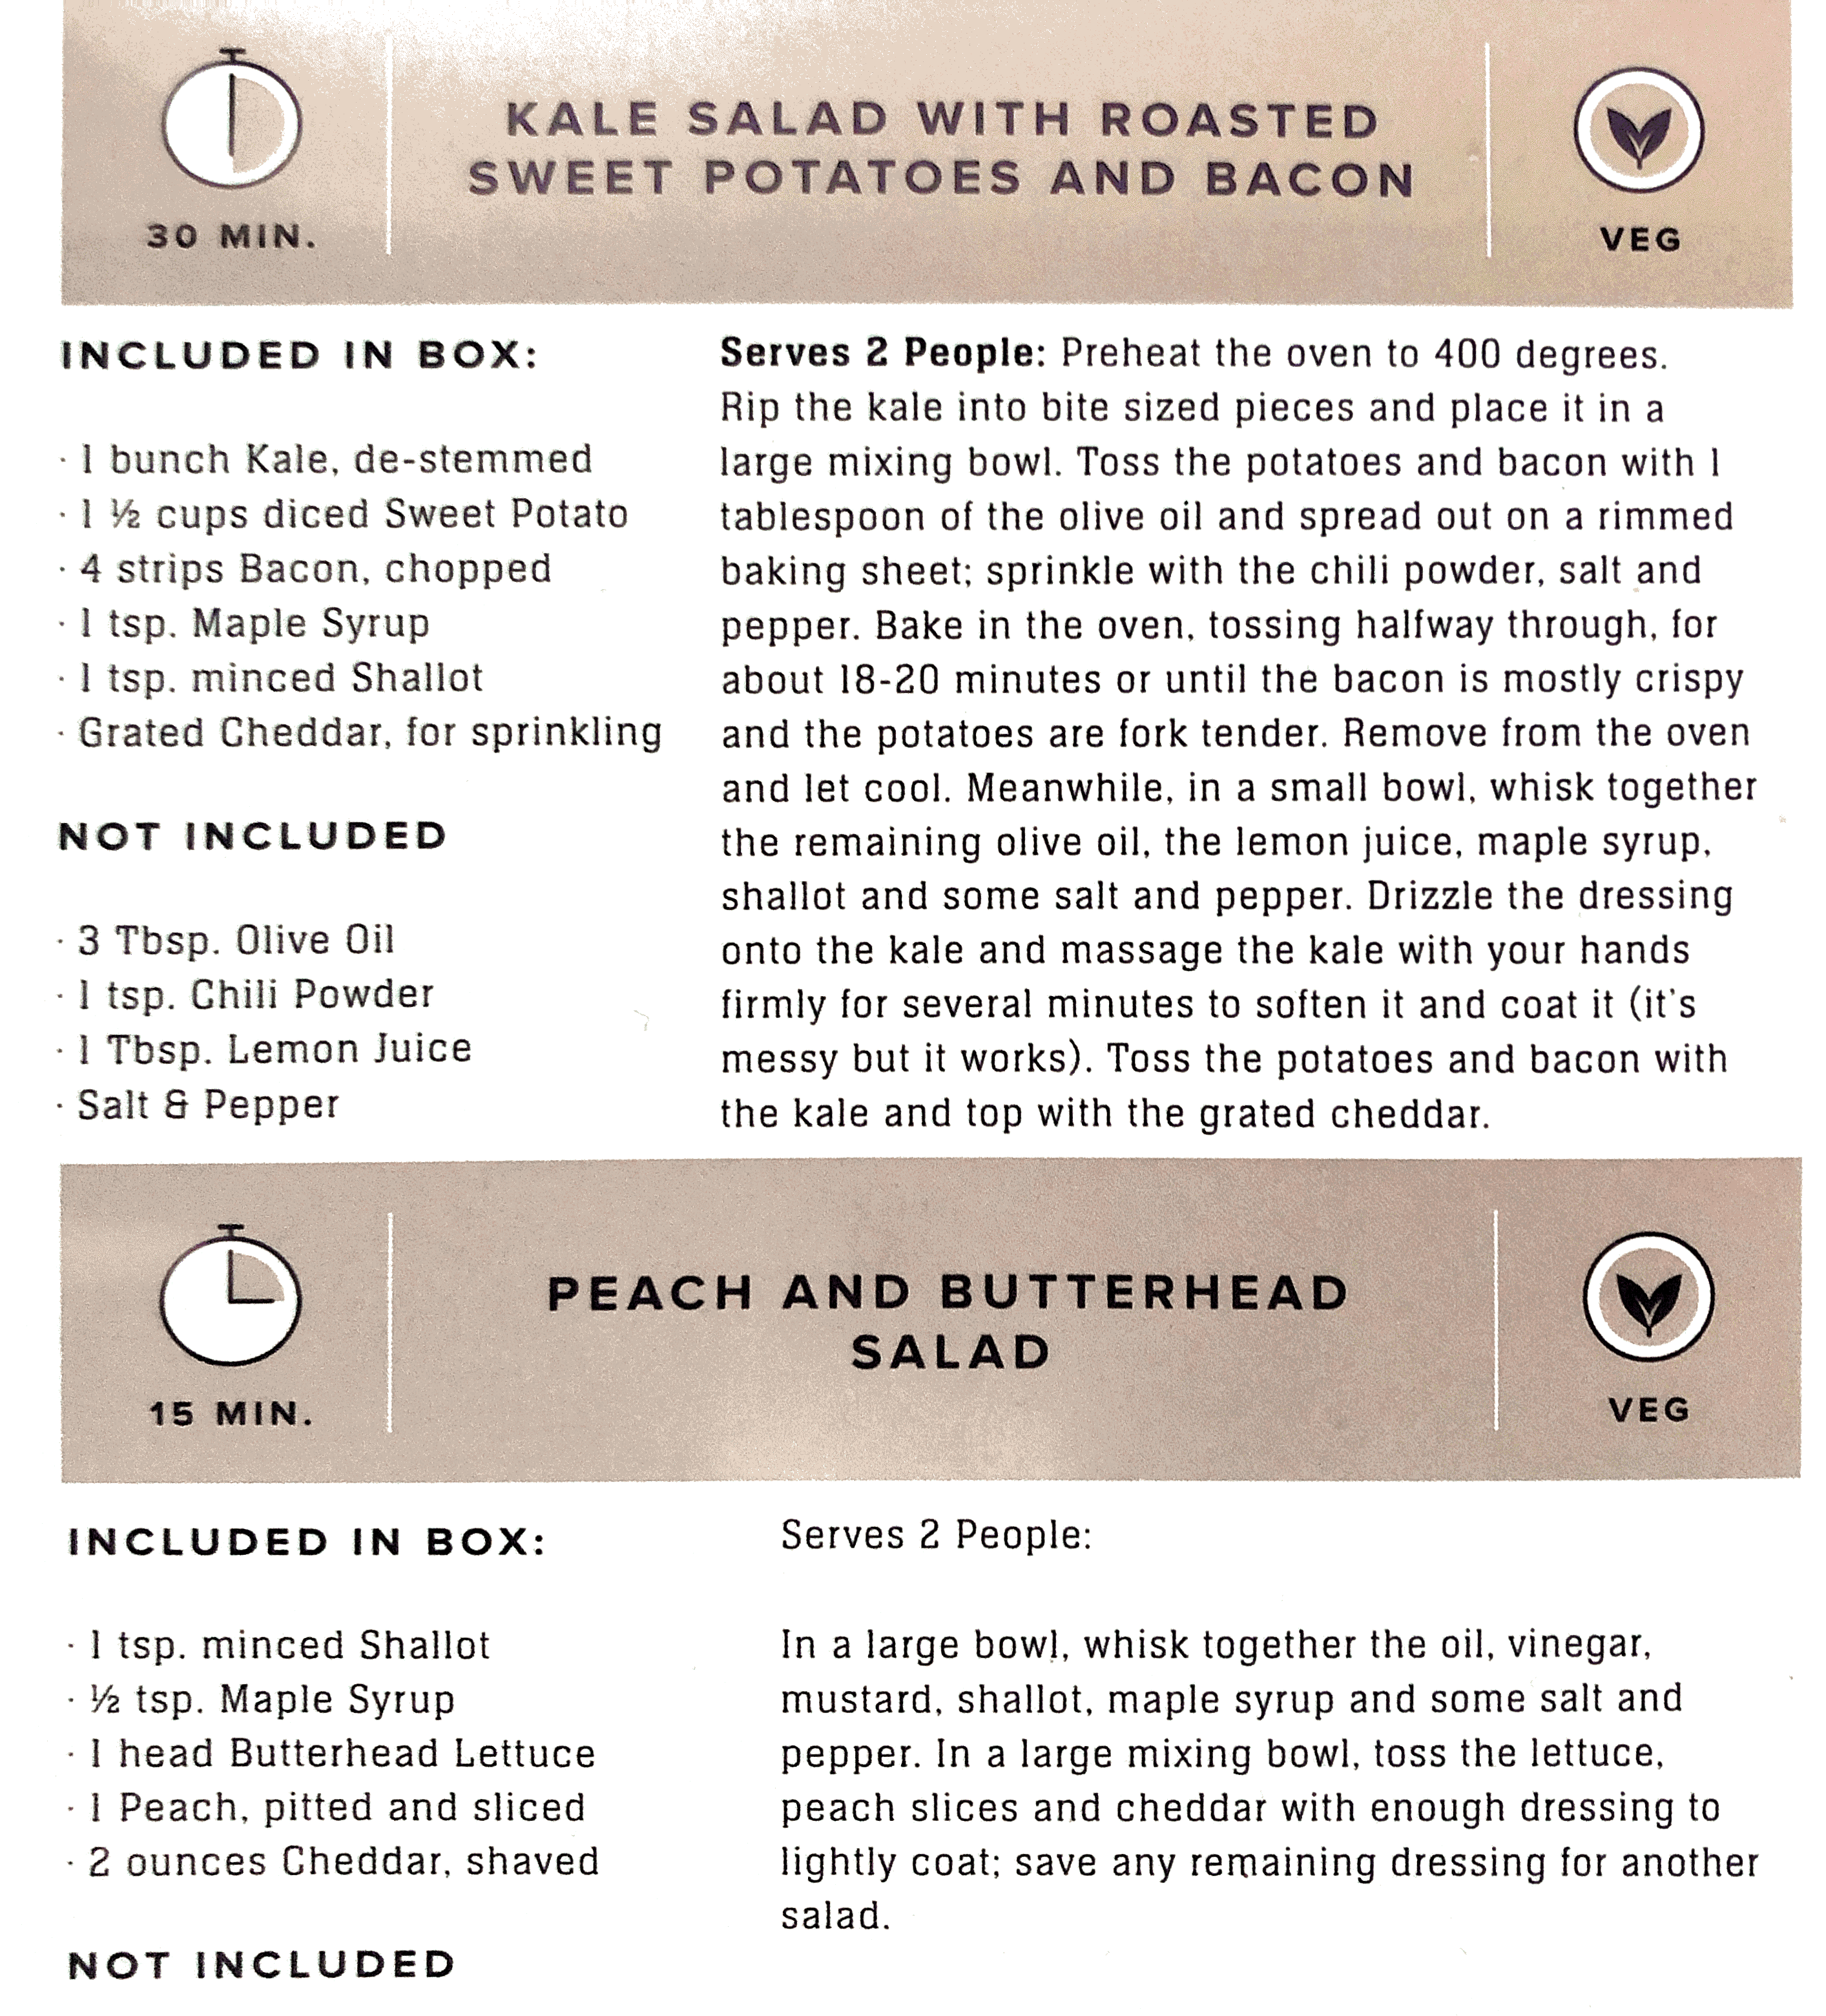 30 MIN.
KALE SALAD WITH ROASTED
SWEET POTATOES AND BACON
VEG
INCLUDED IN BOX:
· 1 bunch Kale, de-stemmed
· 1 ½ cups diced Sweet Potato
· 4 strips Bacon, chopped
· 1 tsp. Maple Syrup
· 1 tsp. minced Shallot
· Grated Cheddar, for sprinkling
NOT INCLUDED
· 3 Tbsp. Olive Oil
· 1 tsp. Chili Powder
· 1 Tbsp. Lemon Juice
· Salt & Pepper
Serves 2 People: Preheat the oven to 400 degrees.
Rip the kale into bite sized pieces and place it in a
large mixing bowl. Toss the potatoes and bacon with 1
tablespoon of the olive oil and spread out on a rimmed
baking sheet; sprinkle with the chili powder, salt and
pepper. Bake in the oven, tossing halfway through, for
about 18-20 minutes or until the bacon is mostly crispy
and the potatoes are fork tender. Remove from the oven
and let cool. Meanwhile, in a small bowl, whisk together
the remaining olive oil, the lemon juice, maple syrup,
shallot and some salt and pepper. Drizzle the dressing
onto the kale and massage the kale with your hands
firmly for several minutes to soften it and coat it (it's
messy but it works). Toss the potatoes and bacon with
the kale and top with the grated cheddar.
15 MIN.
PEACH AND BUTTERHEAD
SALAD
VEG
INCLUDED IN BOX:
· 1 tsp. minced Shallot
· ½ tsp. Maple Syrup
· 1 head Butterhead Lettuce
· 1 Peach, pitted and sliced
· 2 ounces Cheddar, shaved
NOT INCLUDED
Serves 2 People:
In a large bowl, whisk together the oil, vinegar,
mustard, shallot, maple syrup and some salt and
pepper. In a large mixing bowl, toss the lettuce,
peach slices and cheddar with enough dressing to
lightly coat; save any remaining dressing for another
salad.